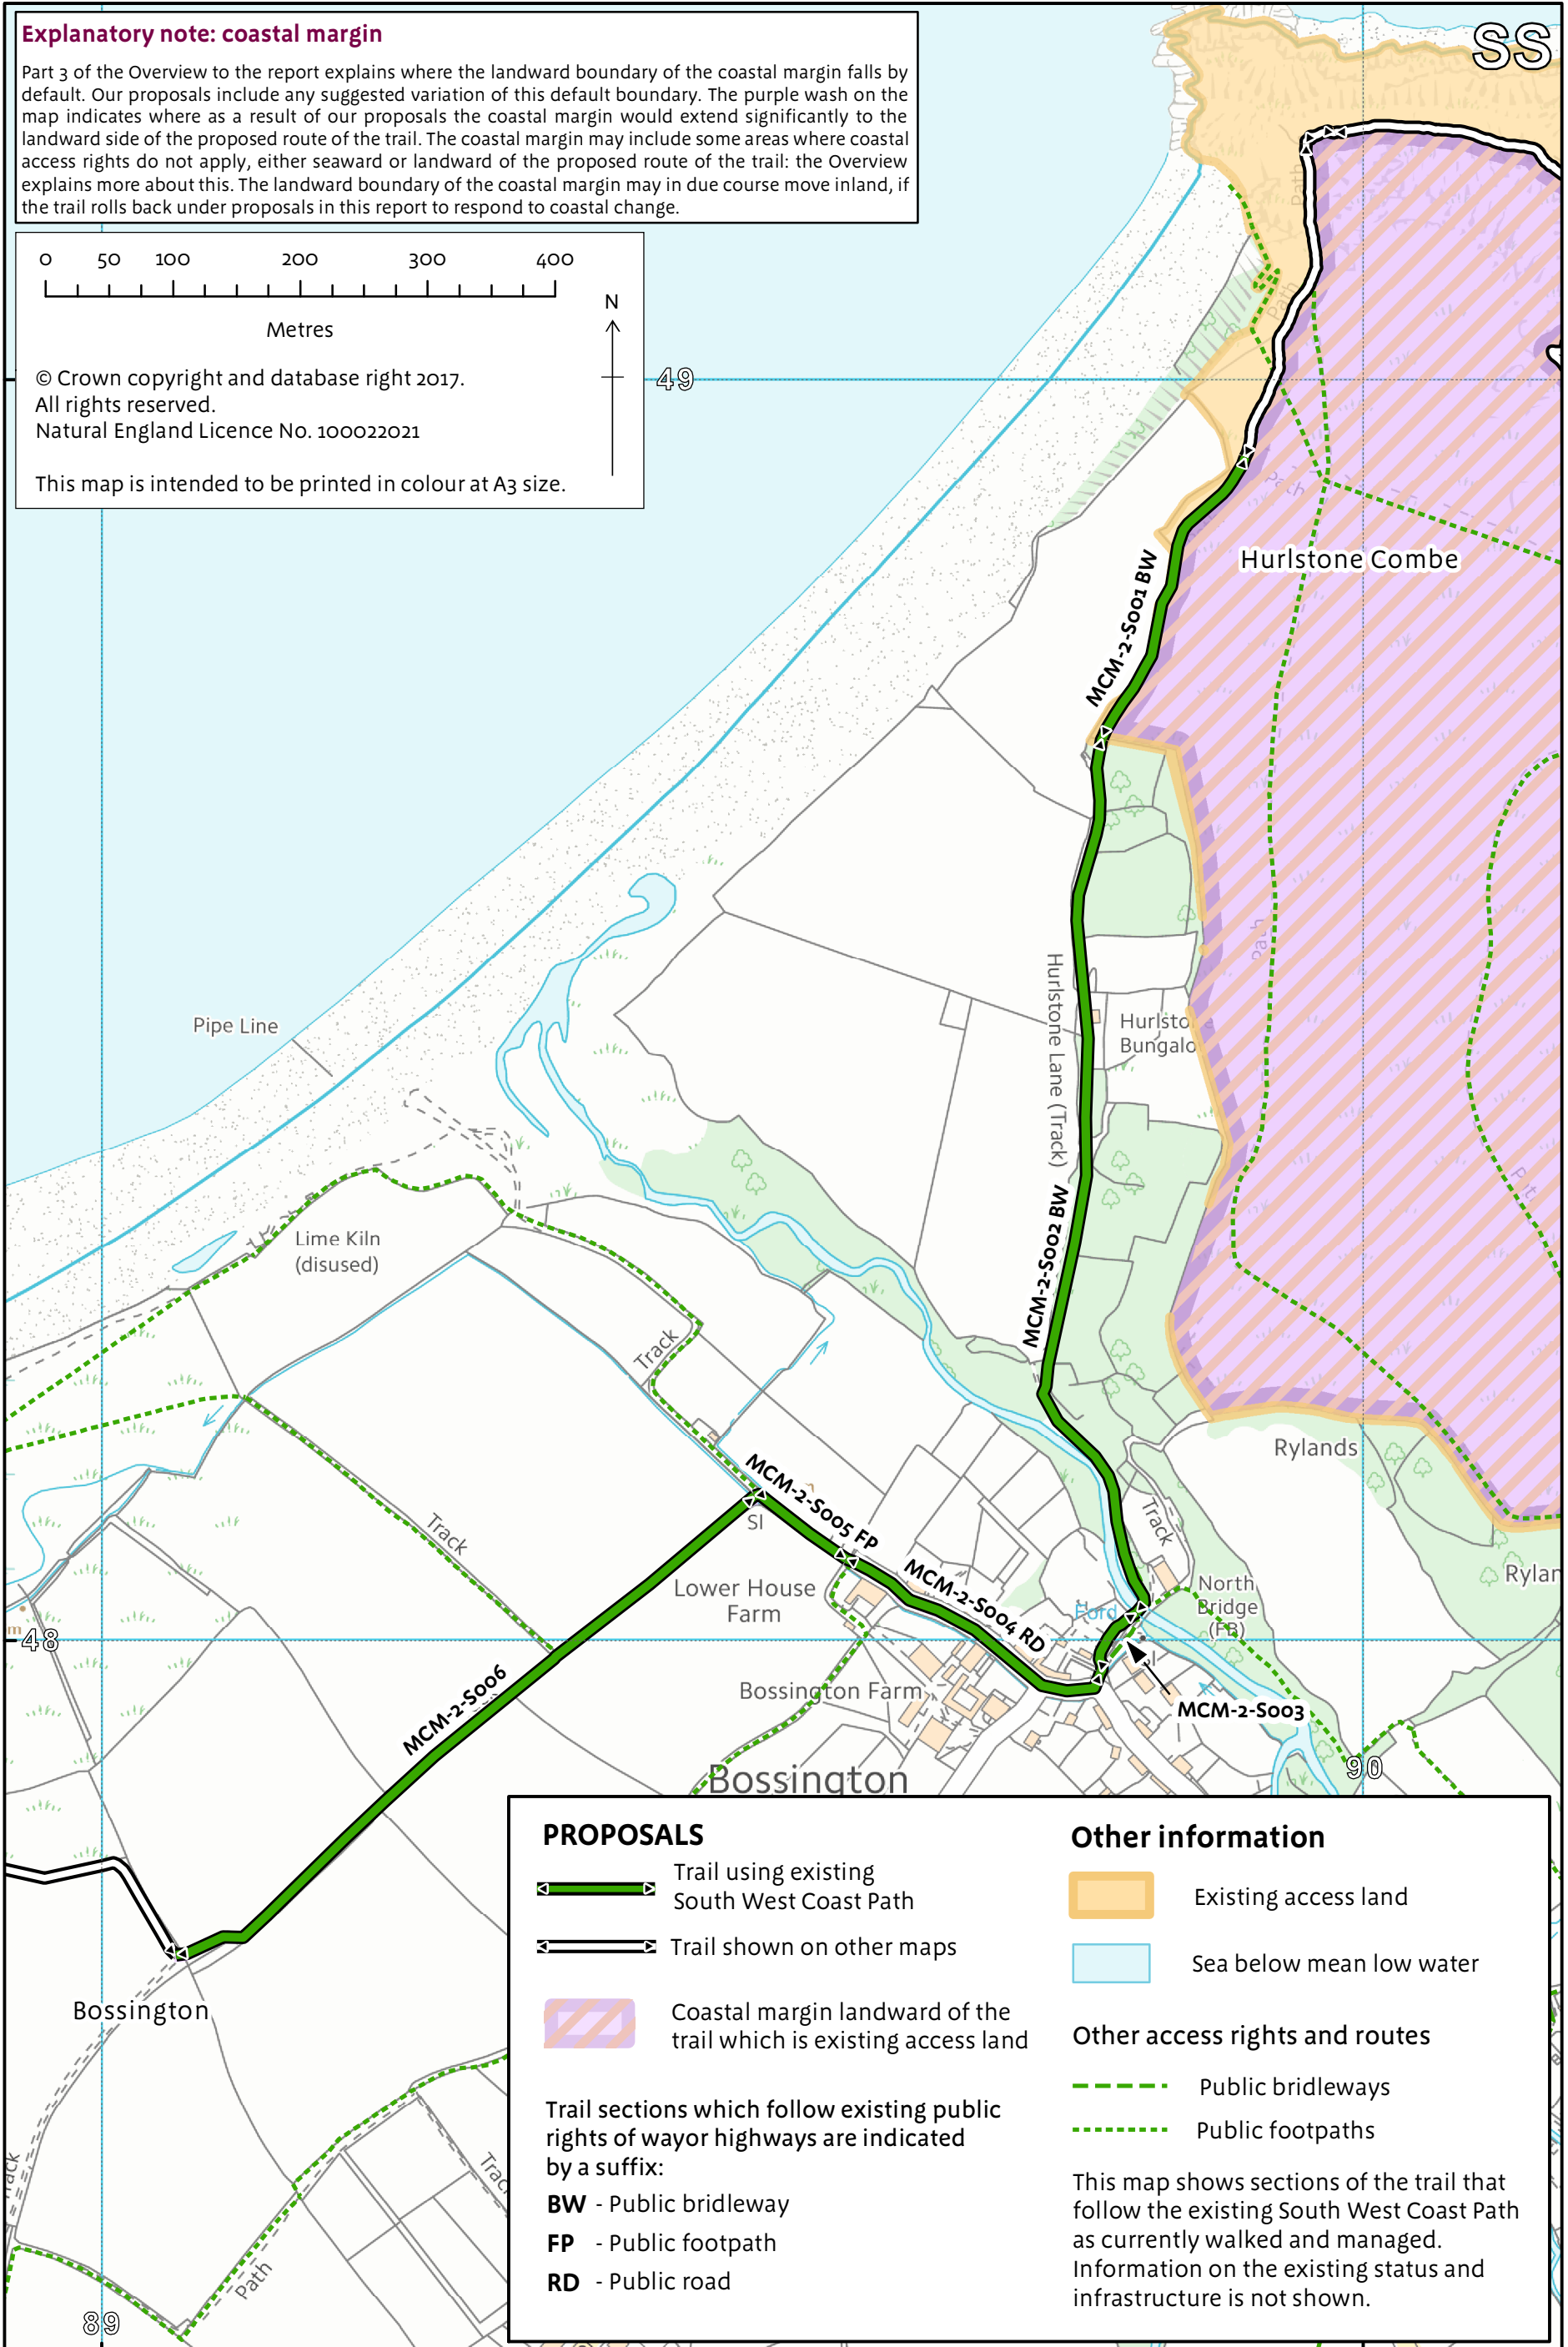 Explanatory note: coastal margin
Part 3 of the Overview to the report explains where the landward boundary of the coastal margin falls by
default. Our proposals include any suggested variation of this default boundary. The purple wash on the
map indicates where as a result of our proposals the coastal margin would extend significantly to the
landward side of the proposed route of the trail. The coastal margin may include some areas where coastal
access rights do not apply, either seaward or landward of the proposed route of the trail: the Overview
explains more about this. The landward boundary of the coastal margin may in due course move inland, if
the trail rolls back under proposals in this report to respond to coastal change.
SS
0 50 100 200 300 400
Metres
N
© Crown copyright and database right 2017.
All rights reserved.
Natural England Licence No. 100022021
This map is intended to be printed in colour at A3 size.
49
Path
Path
Path
Hurlstone Combe
MCM-2-S001 BW
Path
Hurlstone Lane (Track)
Hurlsto
Bungalo
Pipe Line
Pit
MCM-2-S002 BW
Lime Kiln
(disused)
Track
Rylands
MCM-2-S005 FP
Track
Track
Sl
MCM-2-S004 RD
Lower House
Farm
Rylan
North
Bridge
(FB)
Ford
m
48
Sl
MCM-2-S006
Bossington Farm
MCM-2-S003
90
Bossington
Bossington
Track
Path
89
PROPOSALS
Trail using existing
South West Coast Path
Trail shown on other maps
Coastal margin landward of the
trail which is existing access land
Trail sections which follow existing public
rights of wayor highways are indicated
by a suffix:
BW - Public bridleway
FP - Public footpath
RD - Public road
Other information
Existing access land
Sea below mean low water
Other access rights and routes
Public bridleways
Public footpaths
This map shows sections of the trail that
follow the existing South West Coast Path
as currently walked and managed.
Information on the existing status and
infrastructure is not shown.